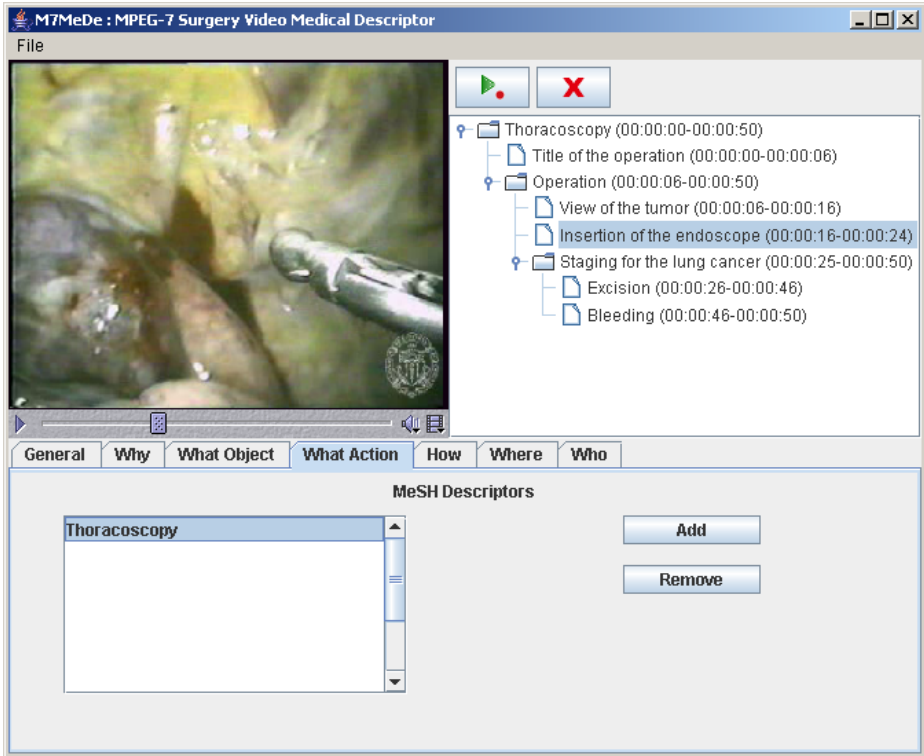 M7MeDe : MPEG-7 Surgery Video Medical Descriptor
File
Thoracoscopy (00:00:00-00:00:50)
Title of the operation (00:00:00-00:00:06)
Operation (00:00:06-00:00:50)
View of the tumor (00:00:06-00:00:16)
Insertion of the endoscope (00:00:16-00:00:24)
Staging for the lung cancer (00:00:25-00:00:50)
Excision (00:00:26-00:00:46)
Bleeding (00:00:46-00:00:50)
General Why What Object What Action How Where Who
MeSH Descriptors
Thoracoscopy
Add
Remove